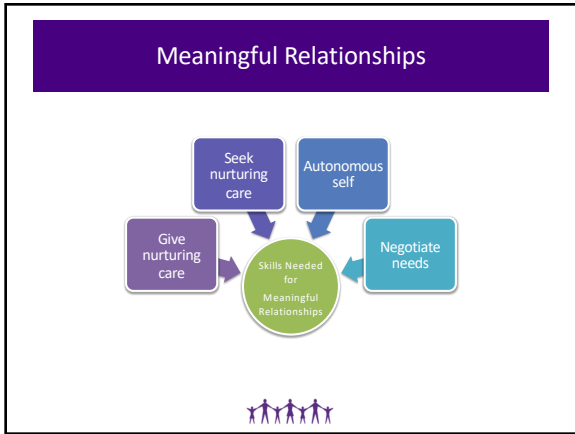 Meaningful Relationships
Seek
nurturing
care
Autonomous
self
Give
nurturing
care
Negotiate
needs
Skills Needed
for
Meaningful
Relationships